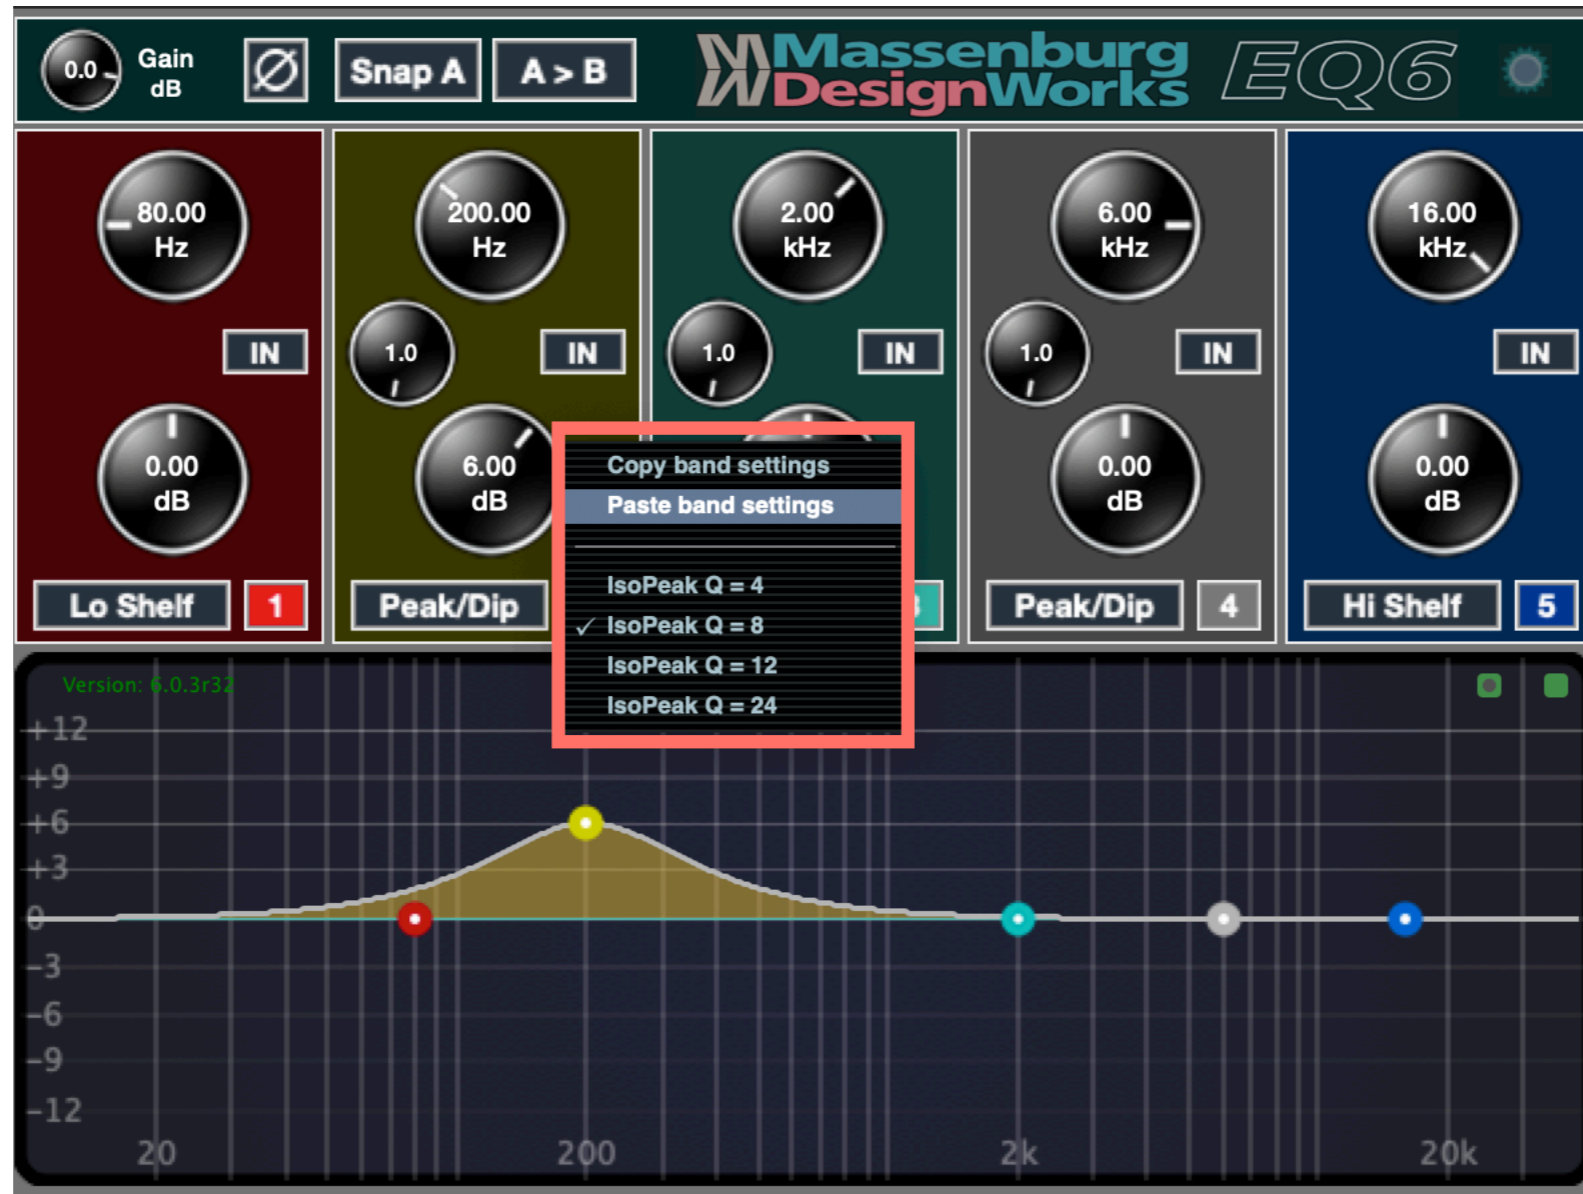 0.0
Gain
dB
Ø
Snap A
A > B
Massenburg
DesignWorks
EQ6
80.00
Hz
IN
0.00
dB
Lo Shelf
1
200.00
Hz
1.0
IN
6.00
dB
Peak/Dip
2.00
kHz
1.0
IN
6.00
kHz
1.0
IN
0.00
dB
Peak/Dip
4
16.00
kHz
IN
0.00
dB
Hi Shelf
5
Copy band settings
Paste band settings
IsoPeak Q = 4
✓ IsoPeak Q = 8
IsoPeak Q = 12
IsoPeak Q = 24
Version: 6.0.3r32
+12
+9
+6
+3
0
-3
-6
-9
-12
20
200
2k
20k